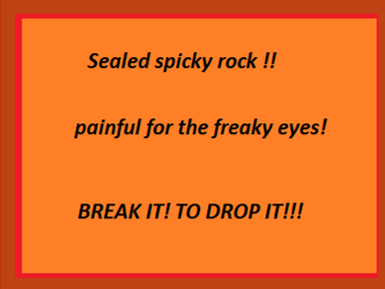 Sealed spicky rock !!
painful for the freaky eyes!
BREAK IT! TO DROP IT!!!